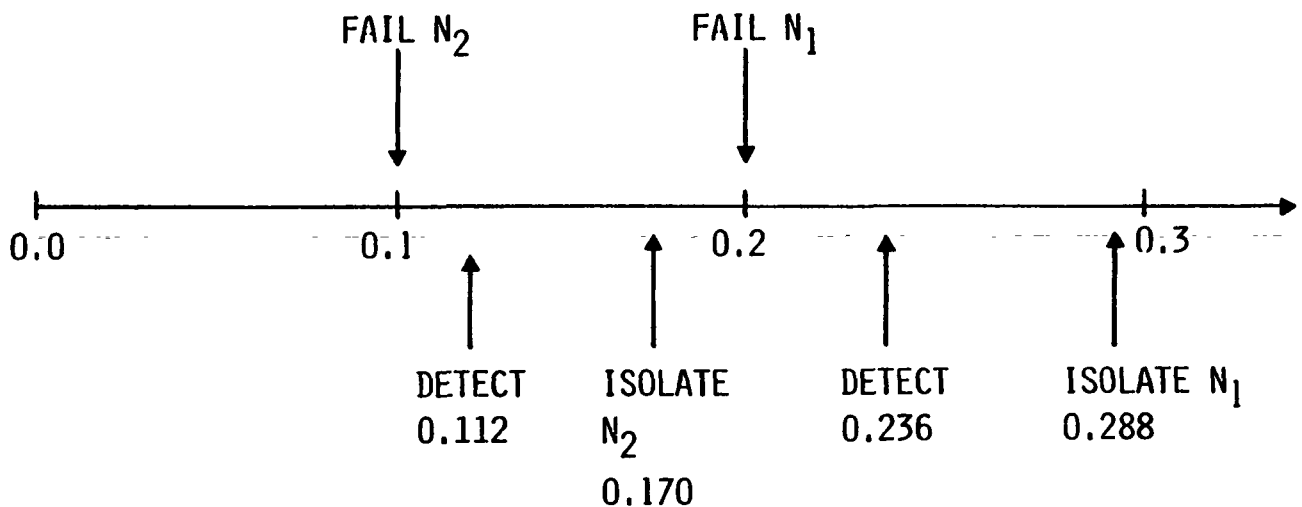 FAIL N2
FAIL N1
0.0
0.1
0.2
0.3
DETECT
0.112
ISOLATE
N2
0.170
DETECT
0.236
ISOLATE N1
0.288